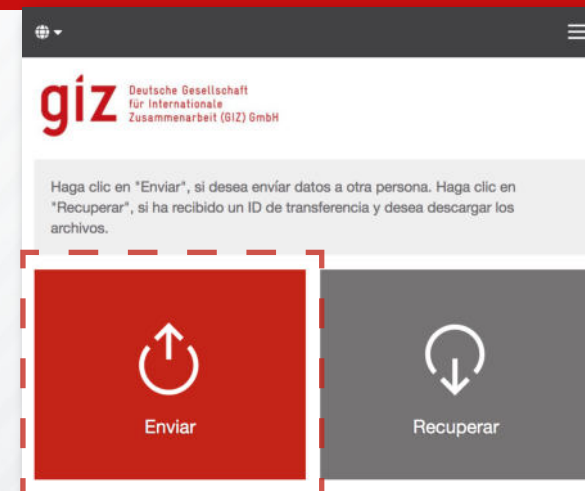 giz
Deutsche Gesellschaft
für Internationale
Zusammenarbeit (GIZ) GmbH
Haga clic en "Enviar", si desea envíar datos a otra persona. Haga clic en
"Recuperar", si ha recibido un ID de transferencia y desea descargar los
archivos.
Enviar
Recuperar